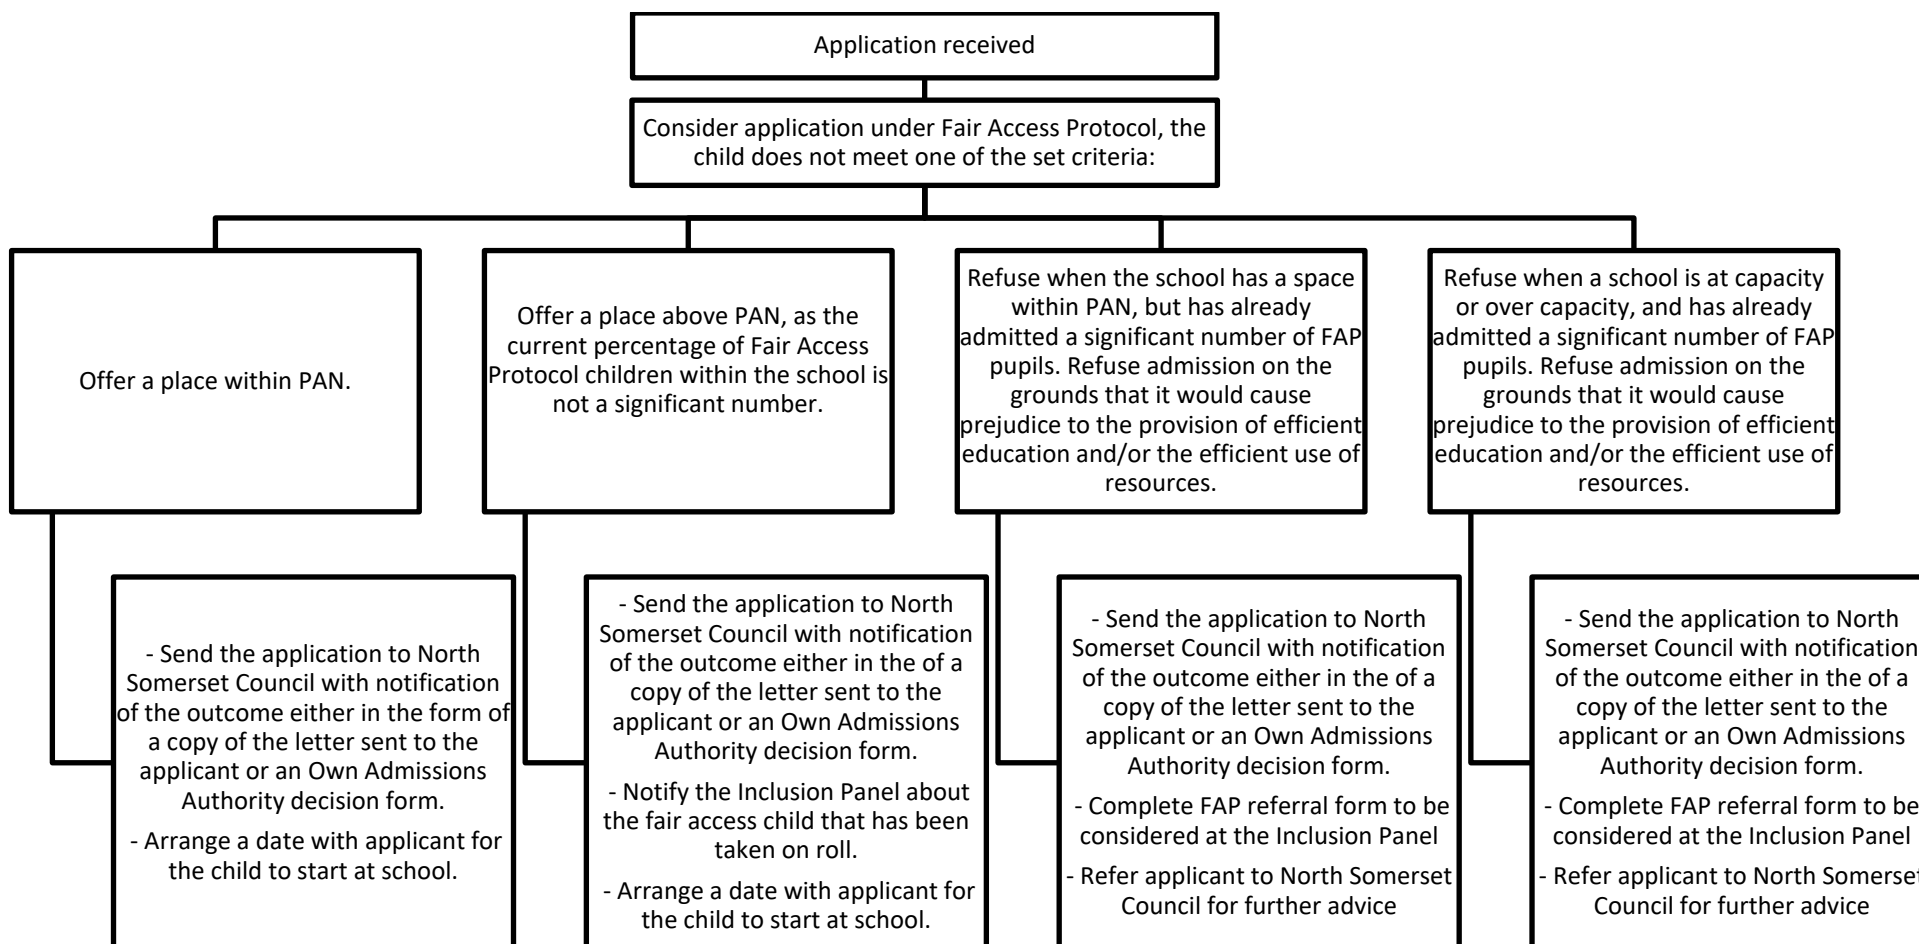 Application received
Consider application under Fair Access Protocol, the
child does not meet one of the set criteria:
Offer a place within PAN.
Offer a place above PAN, as the
current percentage of Fair Access
Protocol children within the school is
not a significant number.
Refuse when the school has a space
within PAN, but has already
admitted a significant number of FAP
pupils. Refuse admission on the
grounds that it would cause
prejudice to the provision of efficient
education and/or the efficient use of
resources.
Refuse when a school is at capacity
or over capacity, and has already
admitted a significant number of FAP
pupils. Refuse admission on the
grounds that it would cause
prejudice to the provision of efficient
education and/or the efficient use of
resources.
- Send the application to North
Somerset Council with notification
of the outcome either in the form of
a copy of the letter sent to the
applicant or an Own Admissions
Authority decision form.
- Arrange a date with applicant for
the child to start at school.
- Send the application to North
Somerset Council with notification
of the outcome either in the of a
copy of the letter sent to the
applicant or an Own Admissions
Authority decision form.
- Notify the Inclusion Panel about
the fair access child that has been
taken on roll.
- Arrange a date with applicant for
the child to start at school.
- Send the application to North
Somerset Council with notification
of the outcome either in the of a
copy of the letter sent to the
applicant or an Own Admissions
Authority decision form.
- Complete FAP referral form to be
considered at the Inclusion Panel
- Refer applicant to North Somerset
Council for further advice
- Send the application to North
Somerset Council with notification
of the outcome either in the of a
copy of the letter sent to the
applicant or an Own Admissions
Authority decision form.
- Complete FAP referral form to be
considered at the Inclusion Panel
- Refer applicant to North Somerset
Council for further advice